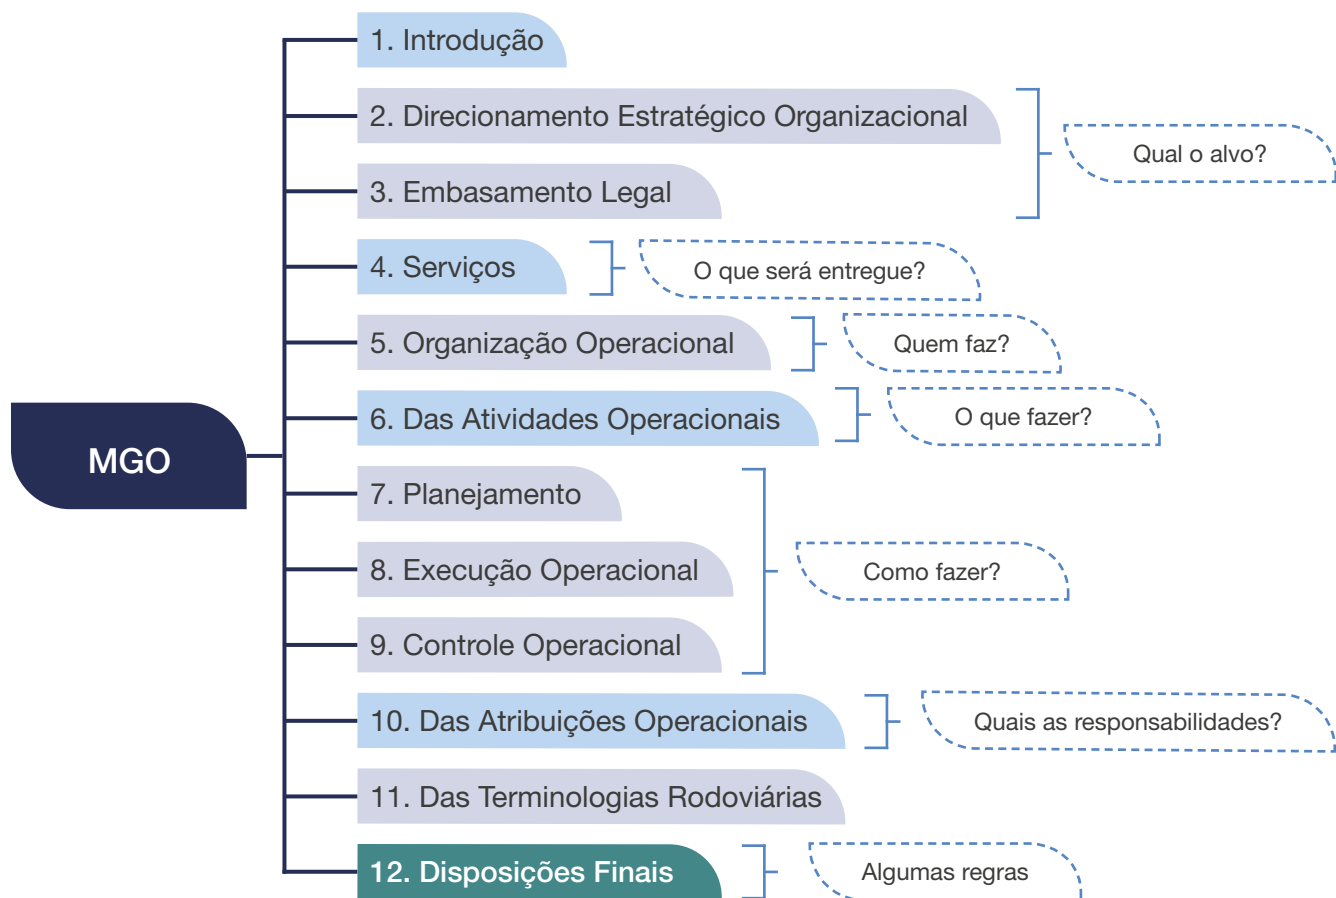 1. Introdução
2. Direcionamento Estratégico Organizacional
Qual o alvo?
3. Embasamento Legal
4. Serviços
O que será entregue?
5. Organização Operacional
Quem faz?
6. Das Atividades Operacionais
O que fazer?
MGO
7. Planejamento
8. Execução Operacional
Como fazer?
9. Controle Operacional
10. Das Atribuições Operacionais
Quais as responsabilidades?
11. Das Terminologias Rodoviárias
12. Disposições Finais
Algumas regras